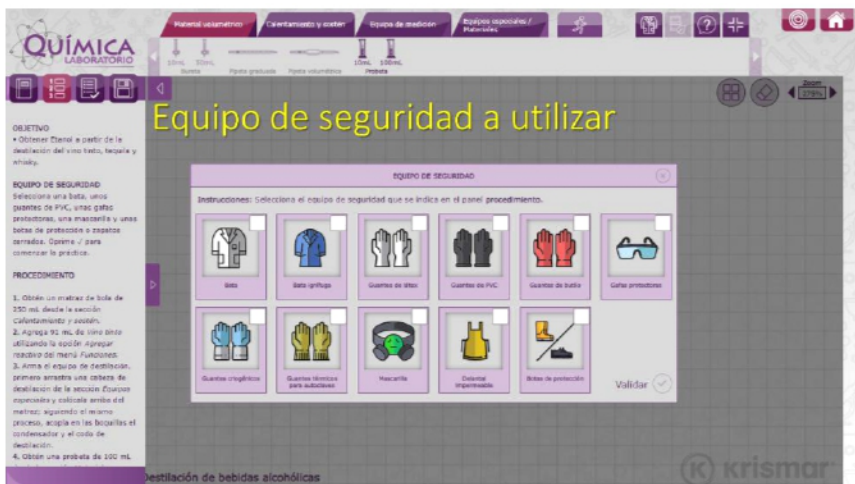 QUÍMICA
LABORATORIO
Material volumétrico
Calentamiento y sostén
Equipo de medición
Equipos especiales /
Materiales
10mL 50mL
10mL 100mL
Bureta
Pipeta graduada
Pipeta volumétrica
Probeta
Zoom
Equipo de seguridad a utilizar
OBJETIVO
• Obtener Etanol a partir de la
destilación del vino tinto, tequila y
whisky.
EQUIPO DE SEGURIDAD
Selecciona una bata, unos
guantes de PVC, unas gafas
protectoras, una mascarilla y unas
botas de protección o zapatos
cerrados. Oprime √ para
comenzar la práctica.
PROCEDIMIENTO
1. Obtén un matraz de bola de
250 mL desde la sección
Calentamiento y sostén.
2. Agrega 95 mL de vino tinto
utilizando la opción Agregar
reactivo del menú Funciones.
3. Arma el equipo de destilación,
primero arrastra una cabeza de
destilación de la sección Equipos
especiales y colócala arriba del
matraz; siguiendo el mismo
proceso, acopla en las boquillas el
condensador y el codo de
destilación.
4. Obtén una probeta de 100 mL
EQUIPO DE SEGURIDAD
Instrucciones: Selecciona el equipo de seguridad que se indica en el panel procedimiento.
Bata
Bata ignífuga
Guantes de látex
Guantes de PVC
Guantes de butilo
Gafas protectoras
Guantes criogénicos
Guantes térmicos
para autoclaves
Mascarilla
Delantal
impermeable
Botas de protección
Validar
Destilación de bebidas alcohólicas
K krismar